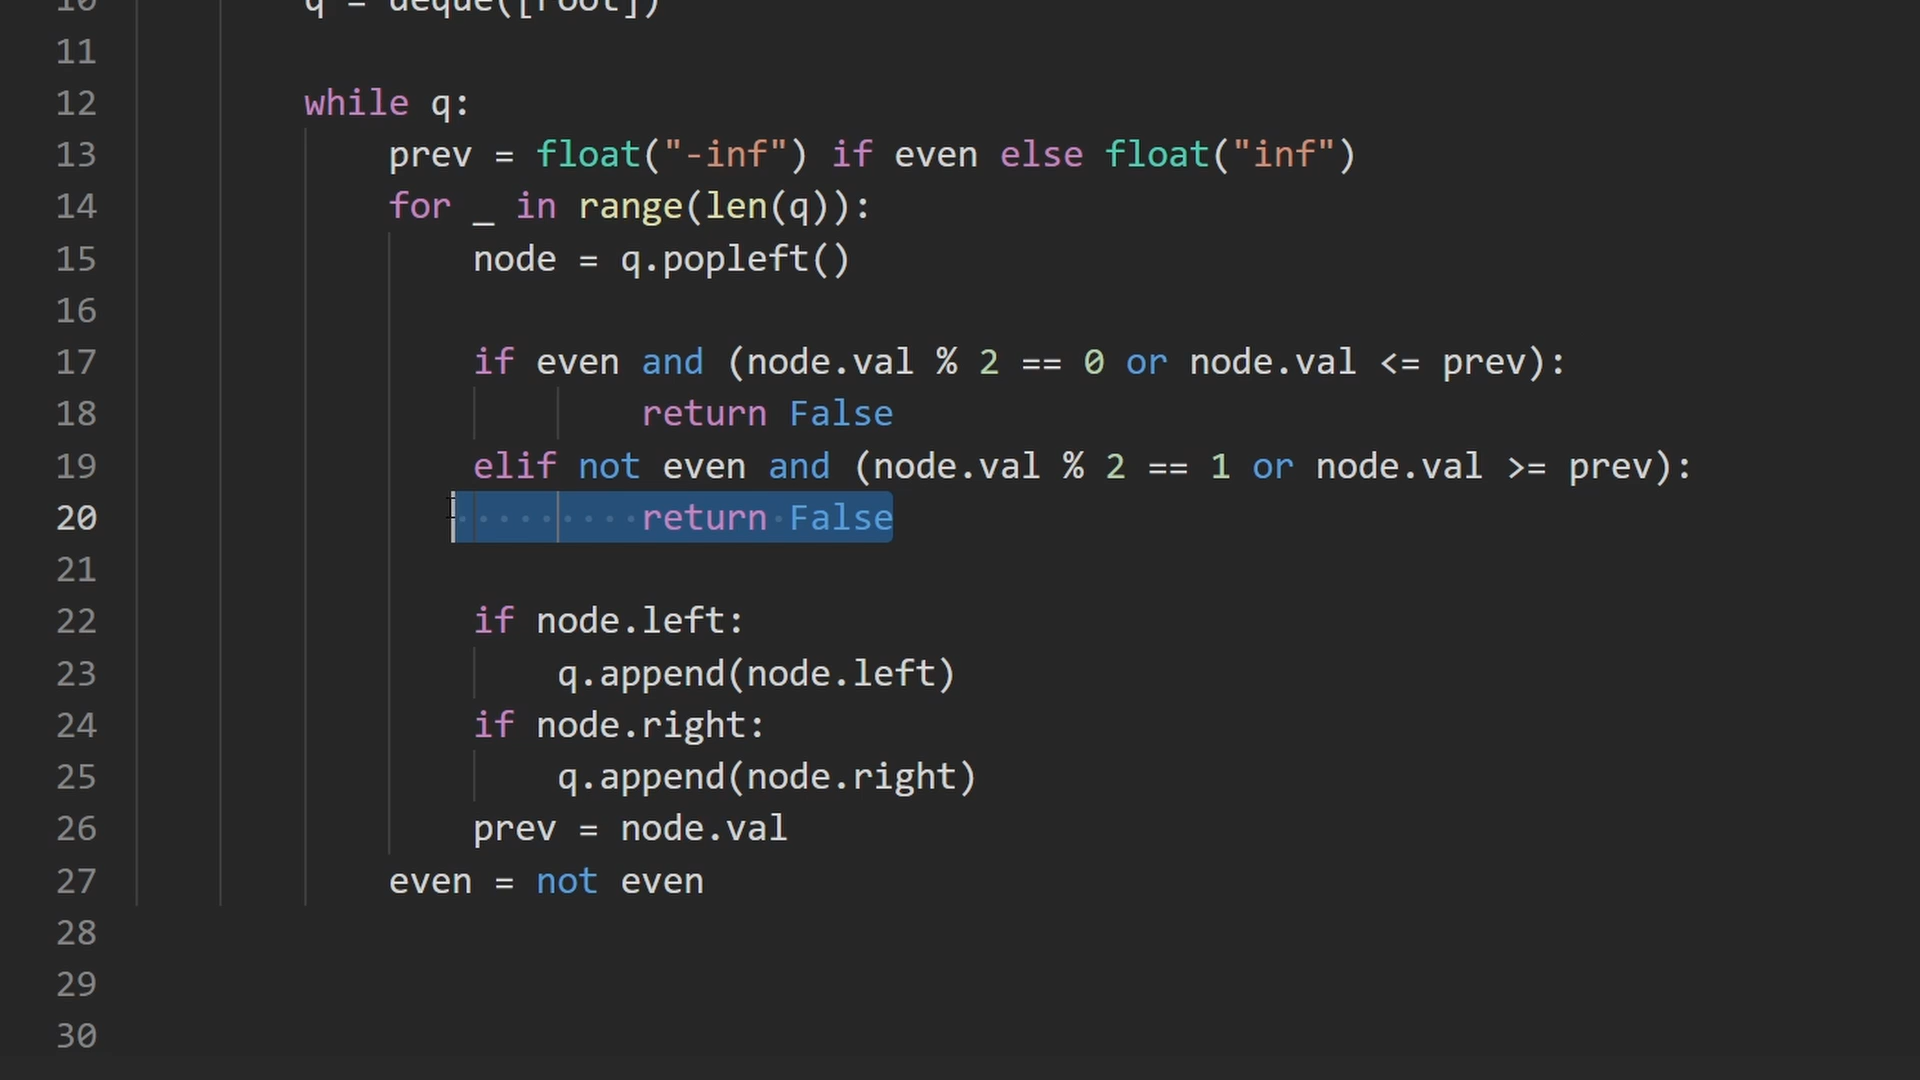 10 q = deque([root])
11
12 while q:
13 prev = float("-inf") if even else float("inf")
14 for _ in range(len(q)):
15 node = q.popleft()
16
17 if even and (node.val % 2 == 0 or node.val <= prev):
18 return False
19 elif not even and (node.val % 2 == 1 or node.val >= prev):
20 return False
21
22 if node.left:
23 q.append(node.left)
24 if node.right:
25 q.append(node.right)
26 prev = node.val
27 even = not even
28
29
30